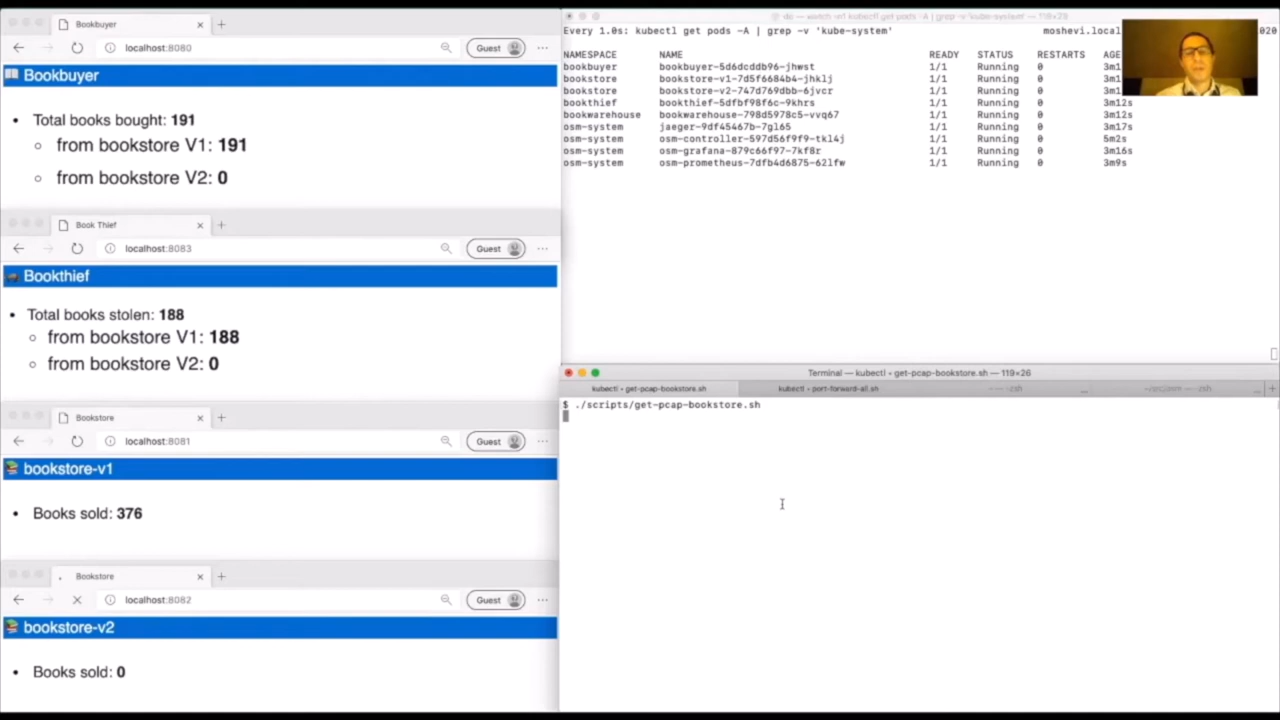 Bookbuyer
localhost:8080
Guest
Bookbuyer
Total books bought: 191
from bookstore V1: 191
from bookstore V2: 0
Book Thief
localhost:8083
Guest
Bookthief
Total books stolen: 188
from bookstore V1: 188
from bookstore V2: 0
Bookstore
localhost:8081
Guest
bookstore-v1
Books sold: 376
Bookstore
localhost:8082
Guest
bookstore-v2
Books sold: 0
Every 1.0s: kubectl get pods -A | grep -v 'kube-system' moshevi.local
NAMESPACE NAME READY STATUS RESTARTS AGE
bookbuyer bookbuyer-5d6dcddb96-jhwst 1/1 Running 0
bookstore bookstore-v1-7d5f6684b4-jhklj 1/1 Running 0
bookstore bookstore-v2-747d769dbb-6jvcr 1/1 Running 0
bookthief bookthief-5dfbf98f6c-9khrs 1/1 Running 0 3m12s
bookwarehouse bookwarehouse-798d5978c5-vvq67 1/1 Running 0 3m12s
osm-system jaeger-9df45467b-7gl65 1/1 Running 0 3m17s
osm-system osm-controller-597d56f9f9-tkl4j 1/1 Running 0 5m2s
osm-system osm-grafana-879c66f97-7kf8r 1/1 Running 0 3m16s
osm-system osm-prometheus-7dfb4d6875-62lfw 1/1 Running 0 3m9s
Terminal — kubectl • get-pcap-bookstore.sh — 119×26
kubectl • get-pcap-bookstore.sh kubectl • port-forward-all.sh
$ ./scripts/get-pcap-bookstore.sh